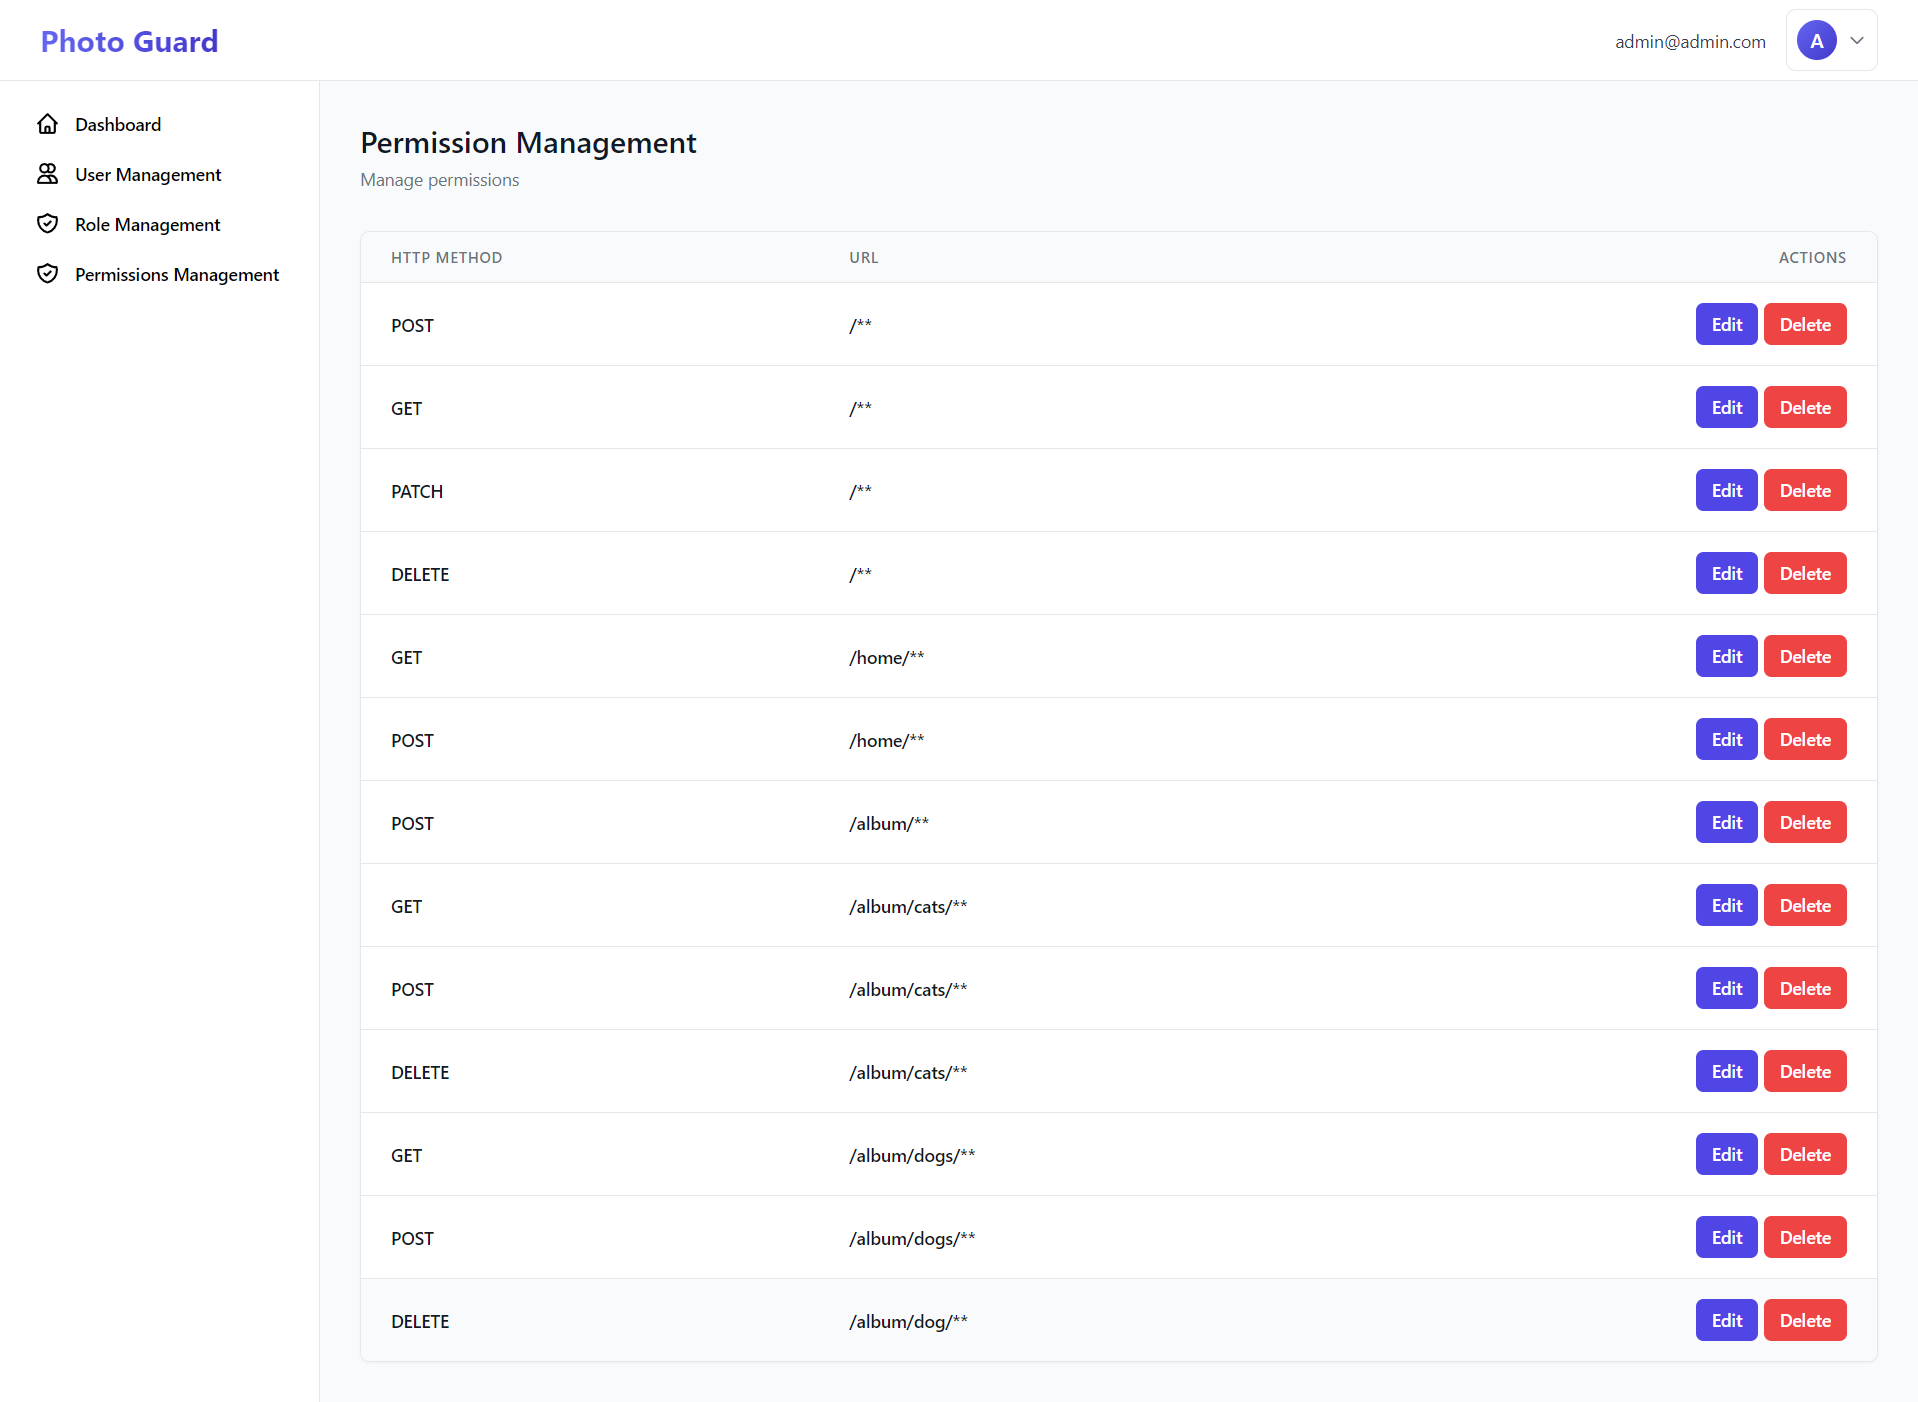 Photo Guard
admin@admin.com
A
Dashboard
User Management
Role Management
Permissions Management
Permission Management
Manage permissions
HTTP METHOD URL ACTIONS
POST /** Edit Delete
GET /** Edit Delete
PATCH /** Edit Delete
DELETE /** Edit Delete
GET /home/** Edit Delete
POST /home/** Edit Delete
POST /album/** Edit Delete
GET /album/cats/** Edit Delete
POST /album/cats/** Edit Delete
DELETE /album/cats/** Edit Delete
GET /album/dogs/** Edit Delete
POST /album/dogs/** Edit Delete
DELETE /album/dog/** Edit Delete